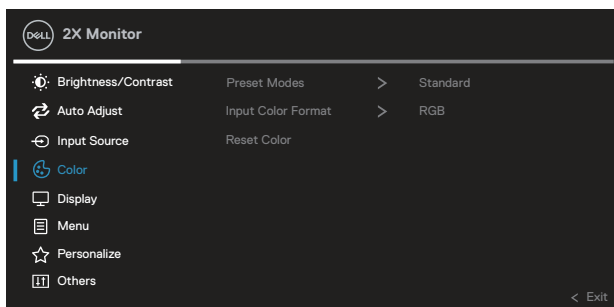 DELL 2X Monitor
Brightness/Contrast Preset Modes > Standard
Auto Adjust Input Color Format > RGB
Input Source Reset Color
Color
Display
Menu
Personalize
Others
< Exit